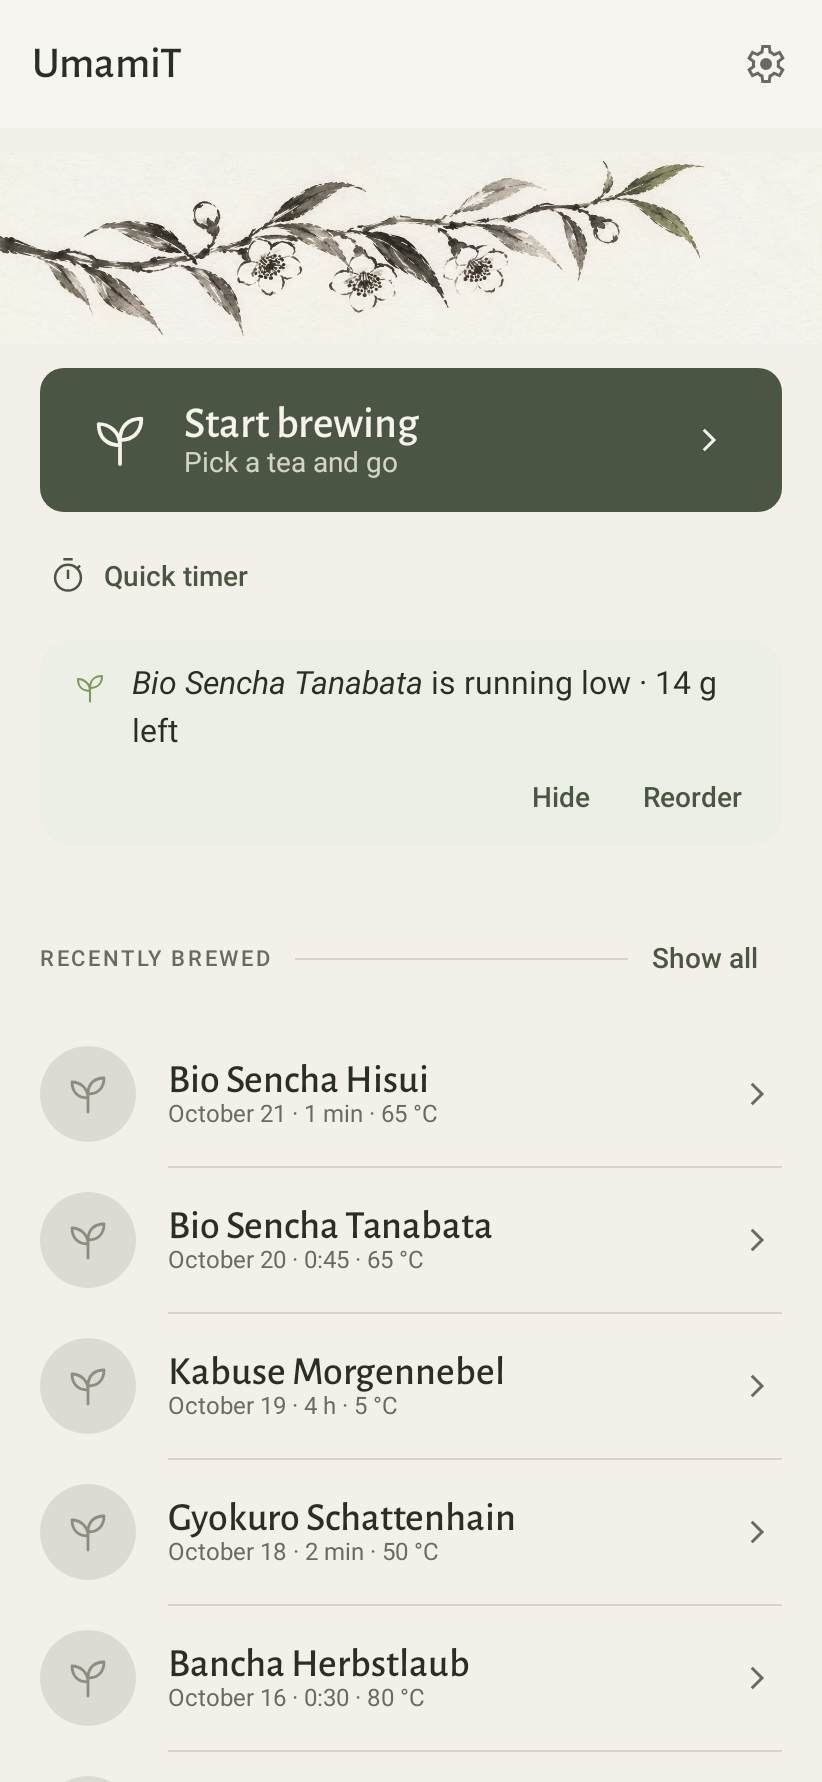 UmamiT
Start brewing
Pick a tea and go
Quick timer
Bio Sencha Tanabata is running low · 14 g
left
Hide Reorder
RECENTLY BREWED Show all
Bio Sencha Hisui
October 21 · 1 min · 65 °C
Bio Sencha Tanabata
October 20 · 0:45 · 65 °C
Kabuse Morgennebel
October 19 · 4 h · 5 °C
Gyokuro Schattenhain
October 18 · 2 min · 50 °C
Bancha Herbstlaub
October 16 · 0:30 · 80 °C